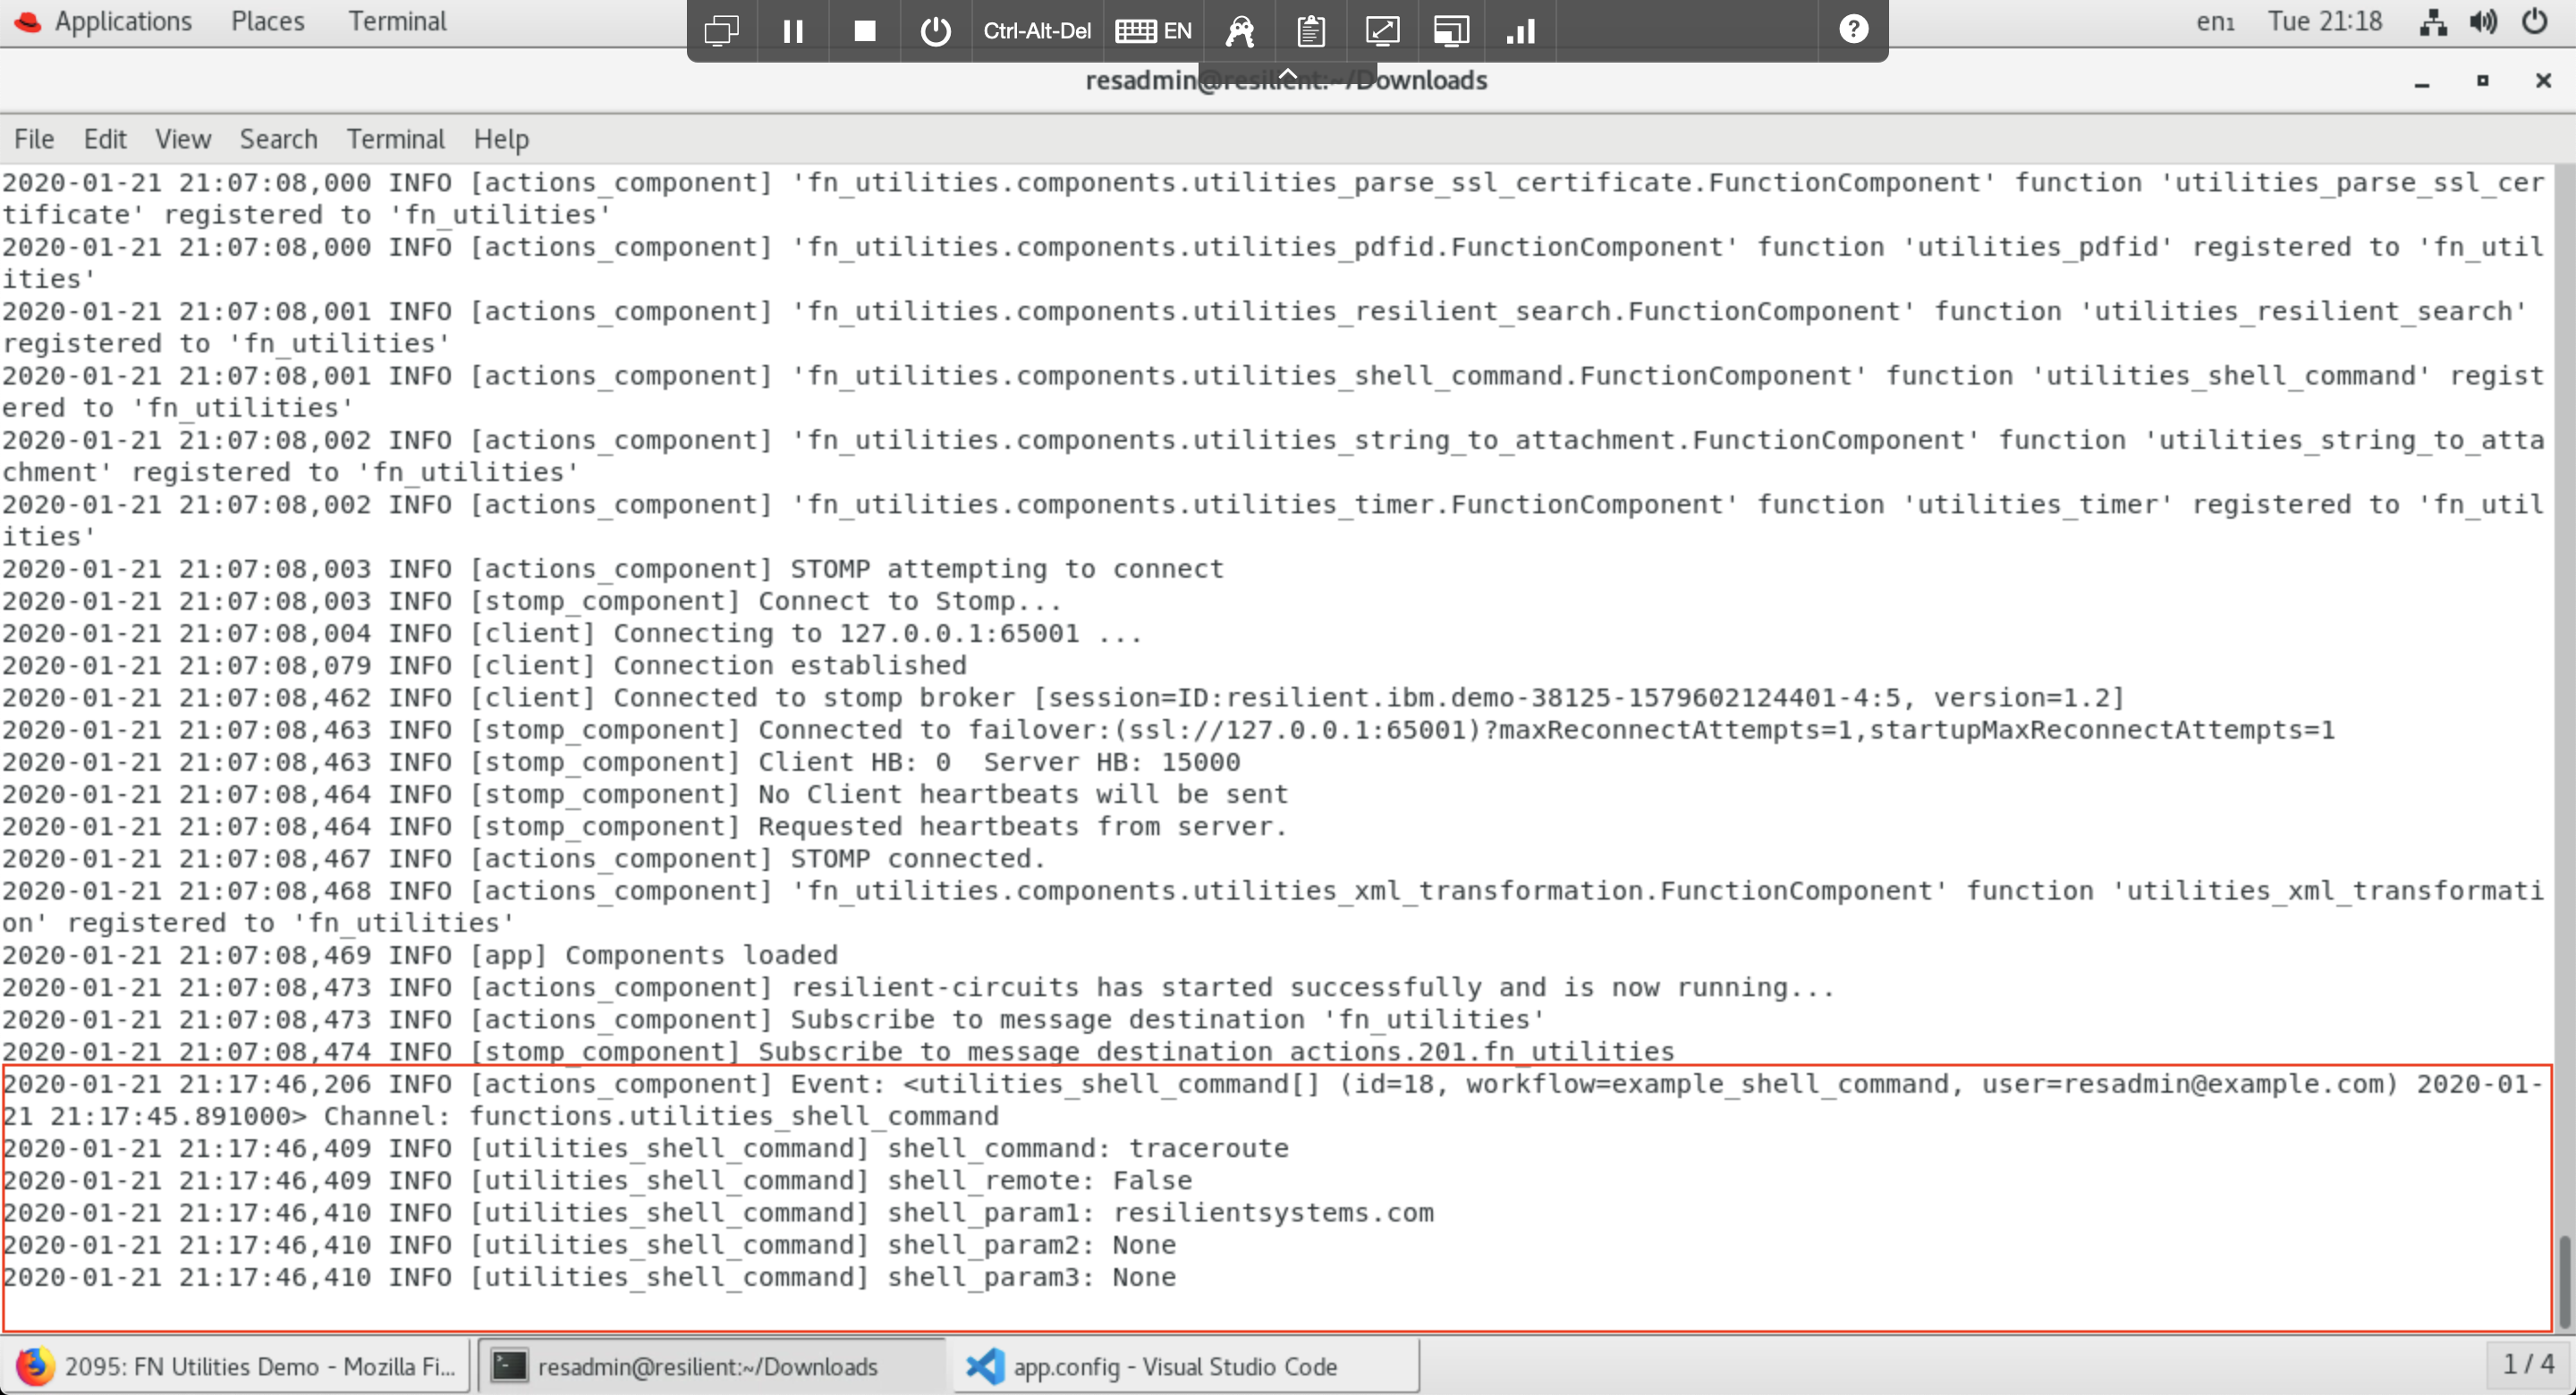 Applications Places Terminal
Ctrl-Alt-Del EN ?
en₁ Tue 21:18
resadmin@resilient:~/Downloads
File Edit View Search Terminal Help
2020-01-21 21:07:08,000 INFO [actions_component] 'fn_utilities.components.utilities_parse_ssl_certificate.FunctionComponent' function 'utilities_parse_ssl_cer
tificate' registered to 'fn_utilities'
2020-01-21 21:07:08,000 INFO [actions_component] 'fn_utilities.components.utilities_pdfid.FunctionComponent' function 'utilities_pdfid' registered to 'fn_util
ities'
2020-01-21 21:07:08,001 INFO [actions_component] 'fn_utilities.components.utilities_resilient_search.FunctionComponent' function 'utilities_resilient_search'
registered to 'fn_utilities'
2020-01-21 21:07:08,001 INFO [actions_component] 'fn_utilities.components.utilities_shell_command.FunctionComponent' function 'utilities_shell_command' regist
ered to 'fn_utilities'
2020-01-21 21:07:08,002 INFO [actions_component] 'fn_utilities.components.utilities_string_to_attachment.FunctionComponent' function 'utilities_string_to_atta
chment' registered to 'fn_utilities'
2020-01-21 21:07:08,002 INFO [actions_component] 'fn_utilities.components.utilities_timer.FunctionComponent' function 'utilities_timer' registered to 'fn_util
ities'
2020-01-21 21:07:08,003 INFO [actions_component] STOMP attempting to connect
2020-01-21 21:07:08,003 INFO [stomp_component] Connect to Stomp...
2020-01-21 21:07:08,004 INFO [client] Connecting to 127.0.0.1:65001 ...
2020-01-21 21:07:08,079 INFO [client] Connection established
2020-01-21 21:07:08,462 INFO [client] Connected to stomp broker [session=ID:resilient.ibm.demo-38125-1579602124401-4:5, version=1.2]
2020-01-21 21:07:08,463 INFO [stomp_component] Connected to failover:(ssl://127.0.0.1:65001)?maxReconnectAttempts=1,startupMaxReconnectAttempts=1
2020-01-21 21:07:08,463 INFO [stomp_component] Client HB: 0  Server HB: 15000
2020-01-21 21:07:08,464 INFO [stomp_component] No Client heartbeats will be sent
2020-01-21 21:07:08,464 INFO [stomp_component] Requested heartbeats from server.
2020-01-21 21:07:08,467 INFO [actions_component] STOMP connected.
2020-01-21 21:07:08,468 INFO [actions_component] 'fn_utilities.components.utilities_xml_transformation.FunctionComponent' function 'utilities_xml_transformati
on' registered to 'fn_utilities'
2020-01-21 21:07:08,469 INFO [app] Components loaded
2020-01-21 21:07:08,473 INFO [actions_component] resilient-circuits has started successfully and is now running...
2020-01-21 21:07:08,473 INFO [actions_component] Subscribe to message destination 'fn_utilities'
2020-01-21 21:07:08,474 INFO [stomp_component] Subscribe to message destination actions.201.fn_utilities
2020-01-21 21:17:46,206 INFO [actions_component] Event: <utilities_shell_command[] (id=18, workflow=example_shell_command, user=resadmin@example.com) 2020-01-
21 21:17:45.891000> Channel: functions.utilities_shell_command
2020-01-21 21:17:46,409 INFO [utilities_shell_command] shell_command: traceroute
2020-01-21 21:17:46,409 INFO [utilities_shell_command] shell_remote: False
2020-01-21 21:17:46,410 INFO [utilities_shell_command] shell_param1: resilientsystems.com
2020-01-21 21:17:46,410 INFO [utilities_shell_command] shell_param2: None
2020-01-21 21:17:46,410 INFO [utilities_shell_command] shell_param3: None
2095: FN Utilities Demo - Mozilla Fi... resadmin@resilient:~/Downloads app.config - Visual Studio Code 1 / 4